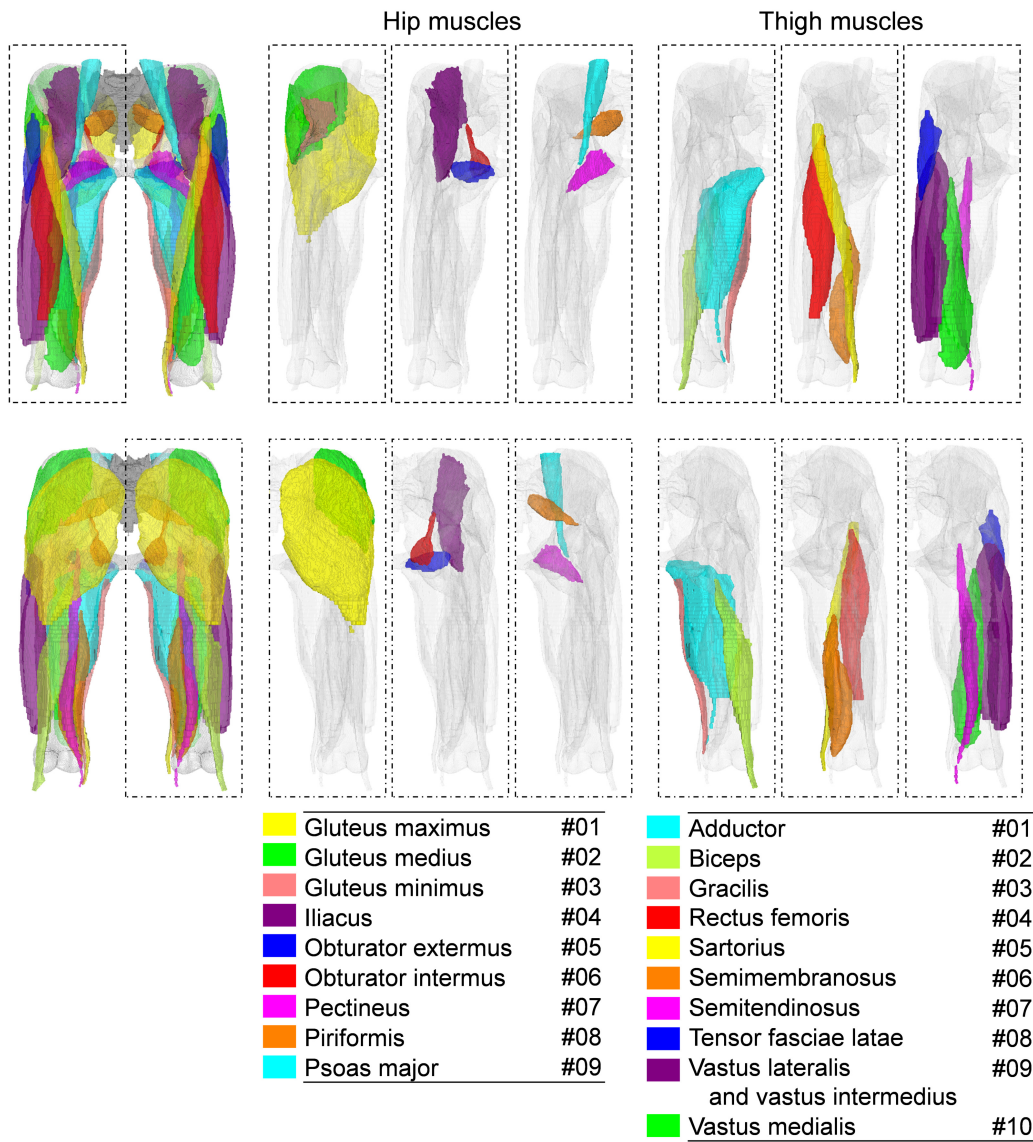 Hip muscles
Thigh muscles
Gluteus maximus #01
Gluteus medius #02
Gluteus minimus #03
Iliacus #04
Obturator extermus #05
Obturator intermus #06
Pectineus #07
Piriformis #08
Psoas major #09
Adductor #01
Biceps #02
Gracilis #03
Rectus femoris #04
Sartorius #05
Semimembranosus #06
Semitendinosus #07
Tensor fasciae latae #08
Vastus lateralis #09
and vastus intermedius
Vastus medialis #10